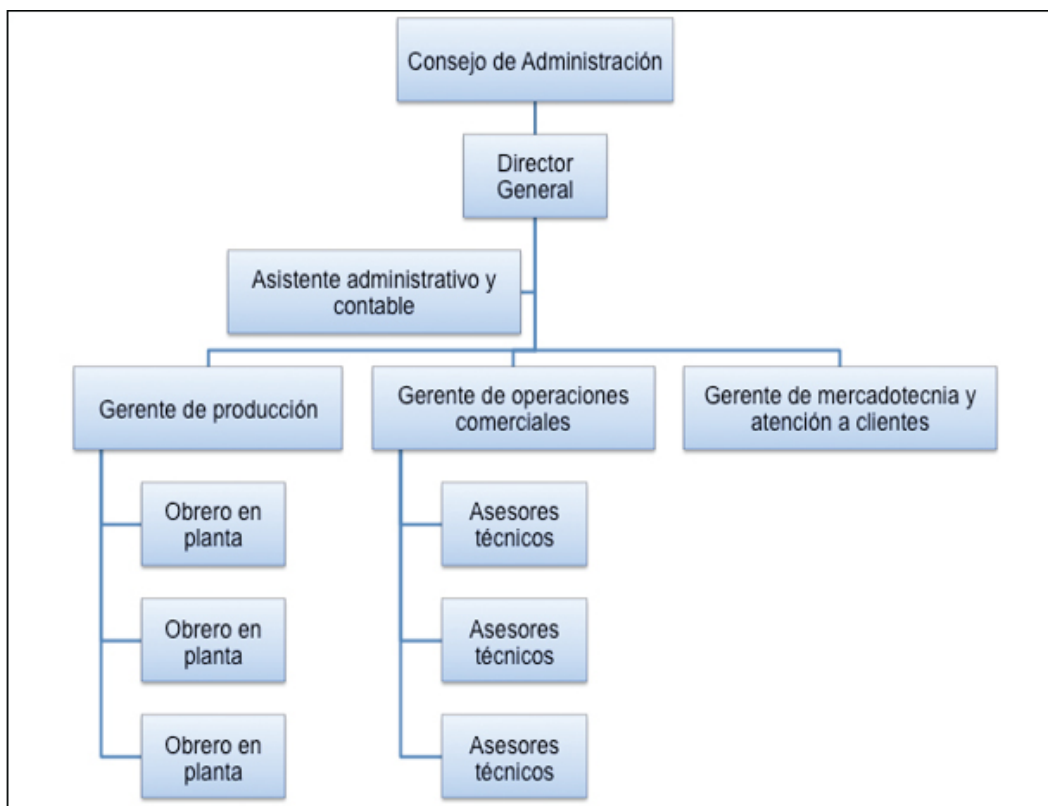 Consejo de Administración
Director
General
Asistente administrativo y
contable
Gerente de producción
Gerente de operaciones
comerciales
Gerente de mercadotecnia y
atención a clientes
Obrero en
planta
Obrero en
planta
Obrero en
planta
Asesores
técnicos
Asesores
técnicos
Asesores
técnicos